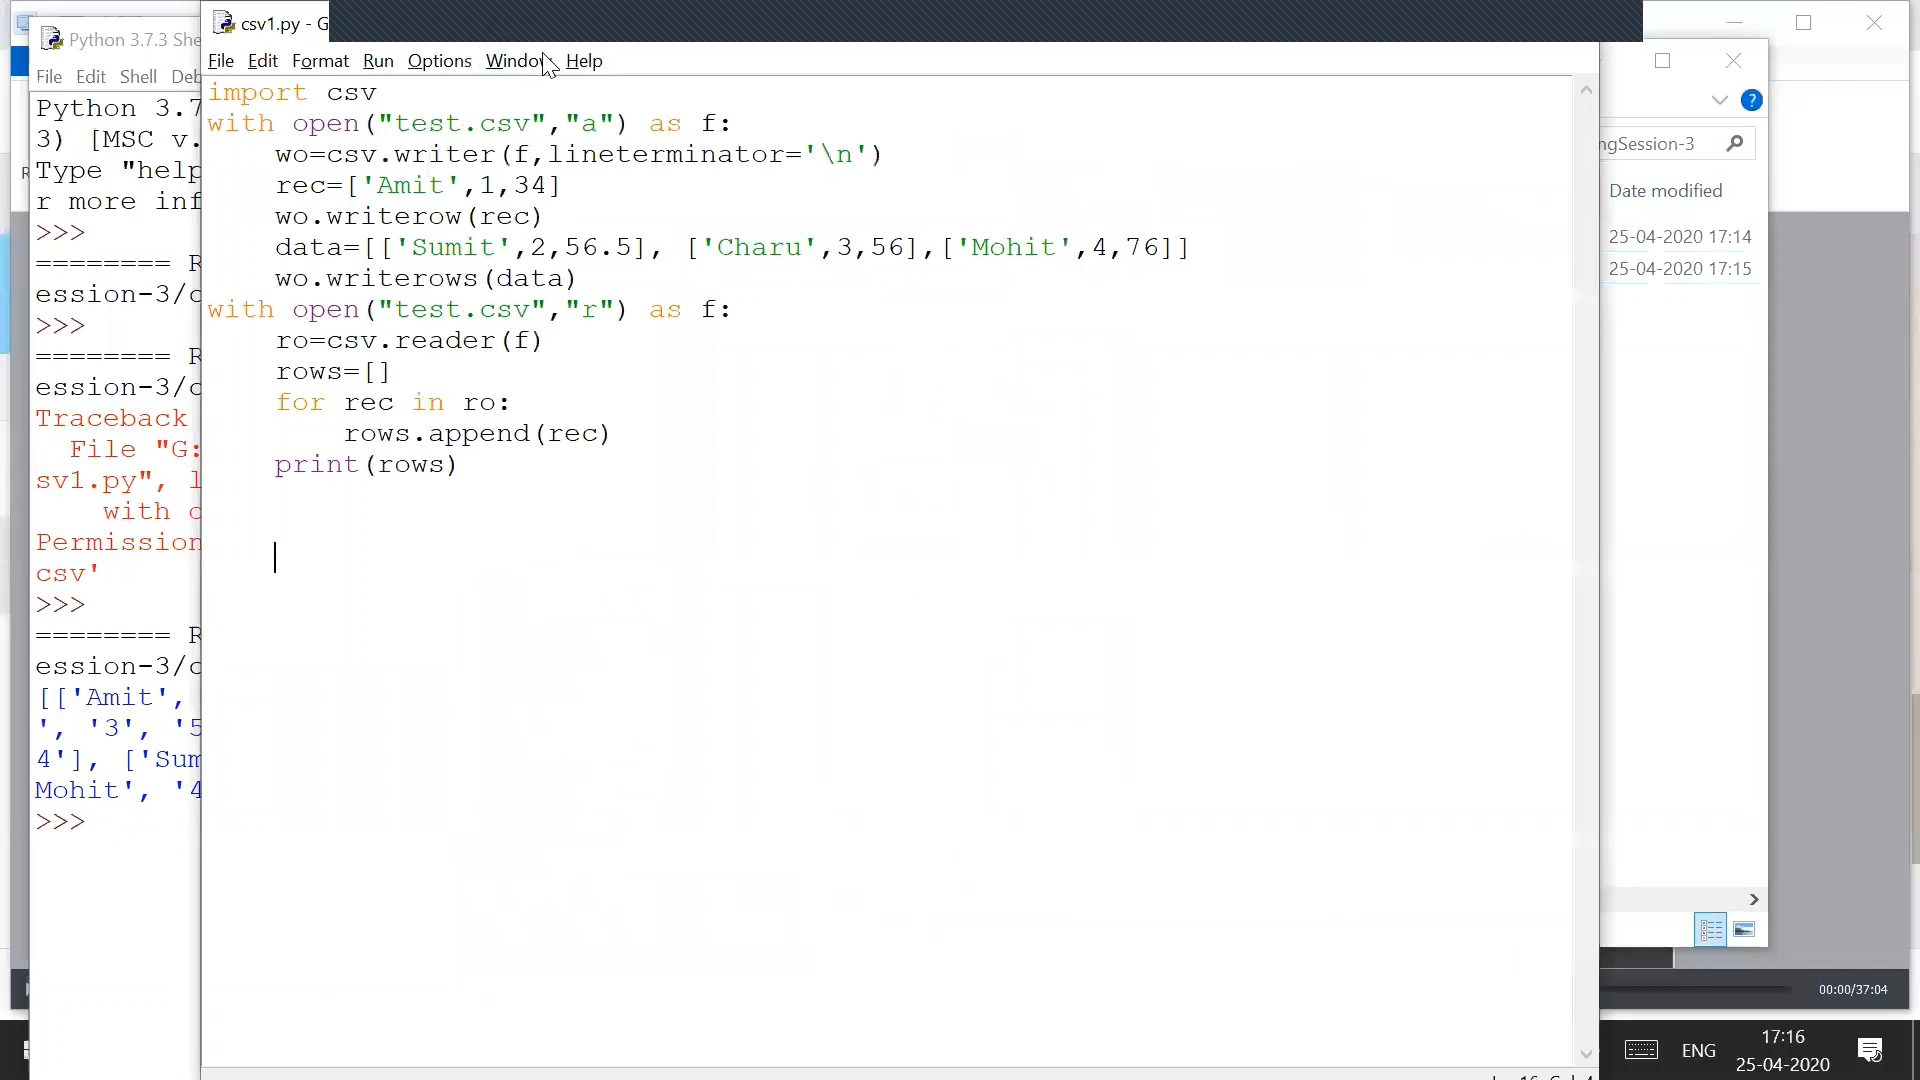 Python 3.7.3 She
File Edit Shell Deb
Python 3.7
3) [MSC v.
Type "help
r more inf
>>>
======== R
ession-3/c
>>>
======== R
ession-3/c
Traceback
File "G:
sv1.py", l
with o
Permission
csv'
>>>
======== R
ession-3/c
[['Amit',
', '3', '5
4'], ['Sum
Mohit', '4
>>>
csv1.py - G
File Edit Format Run Options Window Help
import csv
with open("test.csv","a") as f:
wo=csv.writer(f,lineterminator='\n')
rec=['Amit',1,34]
wo.writerow(rec)
data=[['Sumit',2,56.5], ['Charu',3,56],['Mohit',4,76]]
wo.writerows(data)
with open("test.csv","r") as f:
ro=csv.reader(f)
rows=[]
for rec in ro:
rows.append(rec)
print(rows)
ngSession-3
Date modified
25-04-2020 17:14
25-04-2020 17:15
00:00/37:04
ENG
17:16
25-04-2020